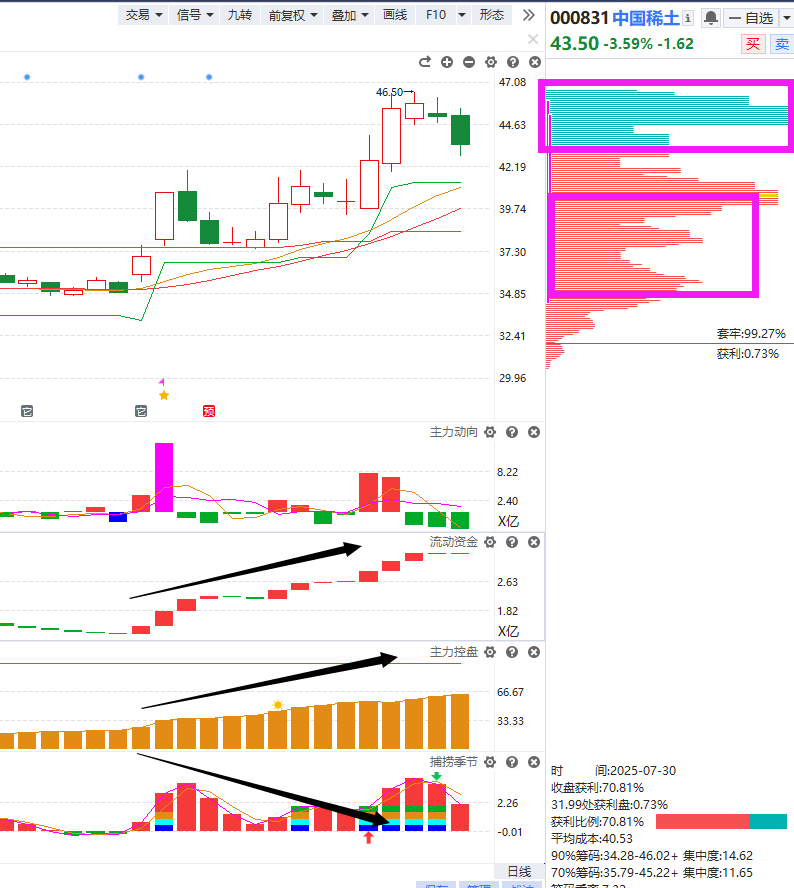 交易 信号 九转 前复权 叠加 画线 F10 形态
000831 中国稀土 自选
43.50 -3.59% -1.62 买 卖
46.50
47.08
44.63
42.19
39.74
37.30
34.85
32.41
29.96
套牢:99.27%
获利:0.73%
预
主力动向
8.22
2.40
X亿
流动资金
2.63
1.82
X亿
主力控盘
66.67
33.33
捕捞季节
2.26
-0.01
日线
时 间:2025-07-30
收盘获利:70.81%
31.99处获利盘:0.73%
获利比例:70.81%
平均成本:40.53
90%筹码:34.28-46.02+ 集中度:14.62
70%筹码:35.79-45.22+ 集中度:11.65